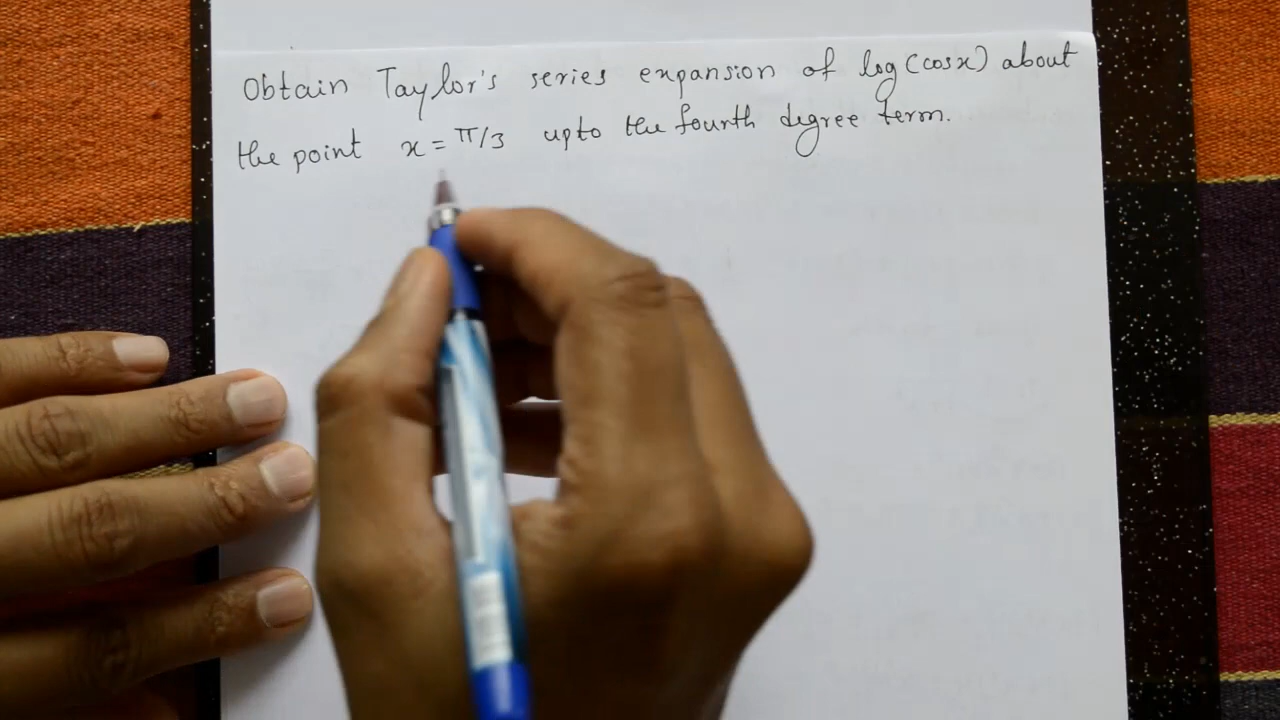 Obtain Taylor's series expansion of log(cosx) about
the point x = π/3 upto the fourth degree term.